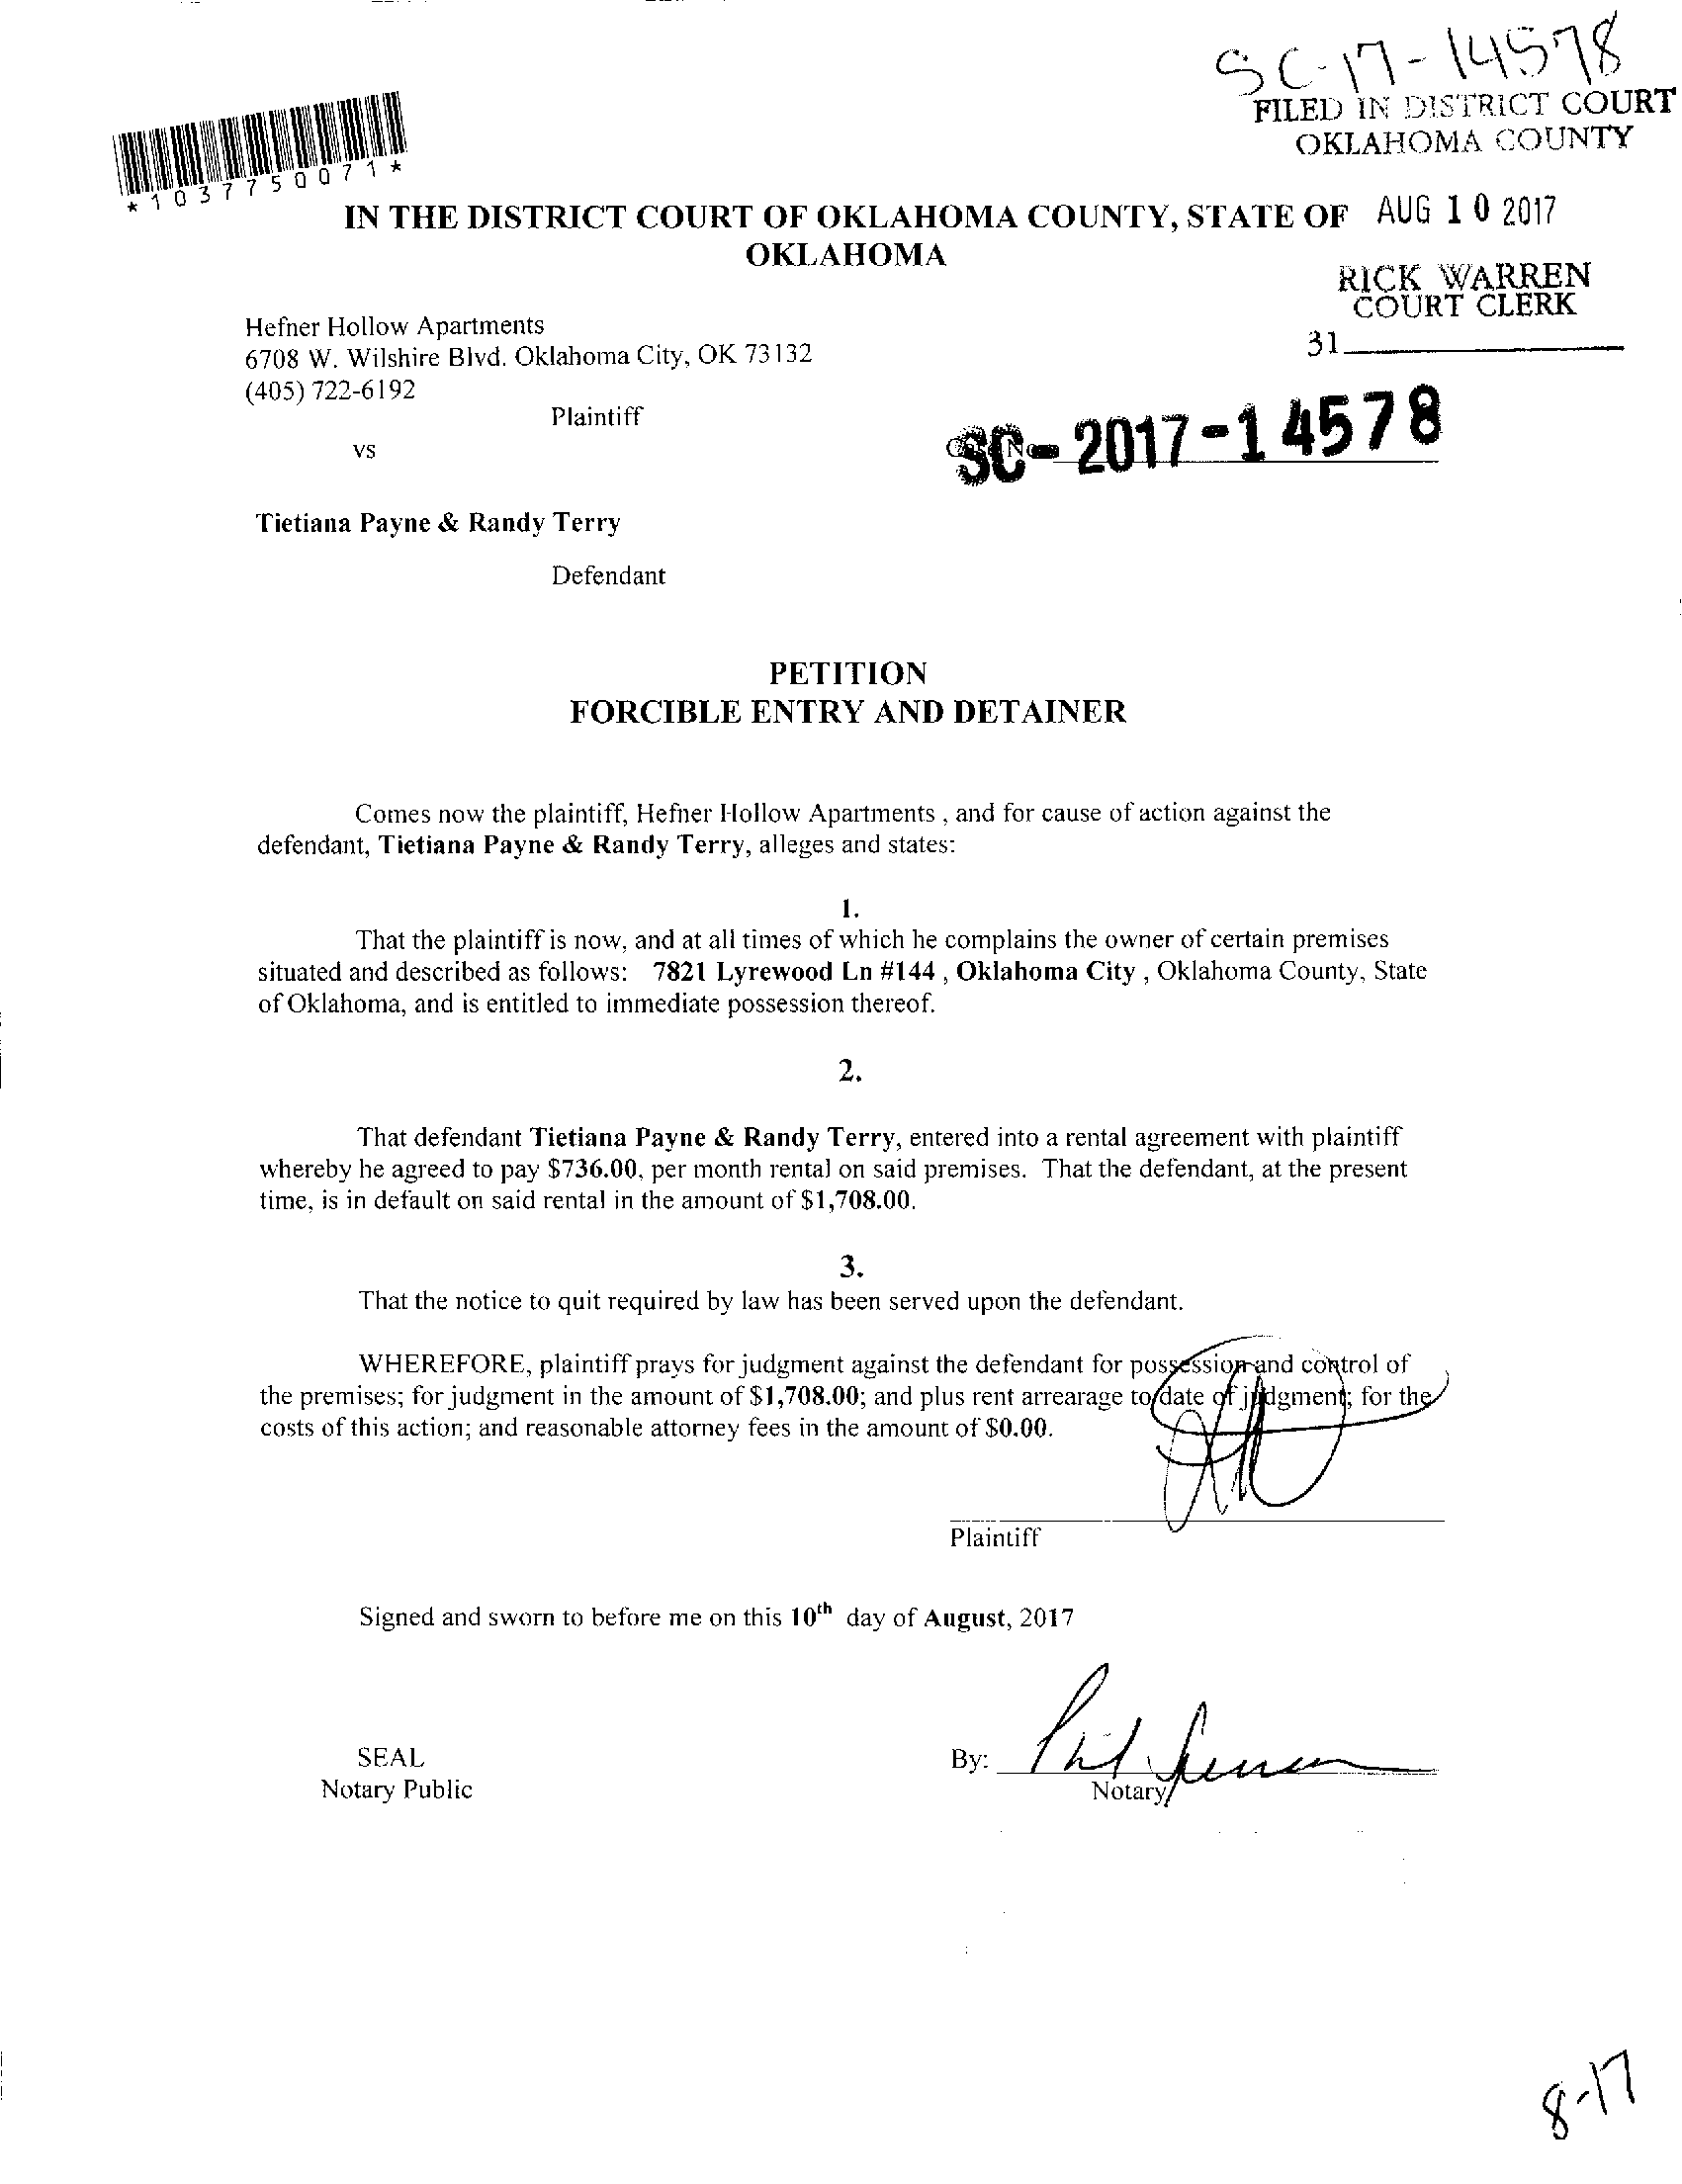 SC-17-14578
FILED IN DISTRICT COURT
OKLAHOMA COUNTY
*1037750071*
IN THE DISTRICT COURT OF OKLAHOMA COUNTY, STATE OF AUG 10 2017
OKLAHOMA
RICK WARREN
COURT CLERK
31
Hefner Hollow Apartments
6708 W. Wilshire Blvd. Oklahoma City, OK 73132
(405) 722-6192
Plaintiff
vs
SC-2017-14578
Tietiana Payne & Randy Terry
Defendant
PETITION
FORCIBLE ENTRY AND DETAINER
Comes now the plaintiff, Hefner Hollow Apartments , and for cause of action against the
defendant, Tietiana Payne & Randy Terry, alleges and states:
1.
That the plaintiff is now, and at all times of which he complains the owner of certain premises
situated and described as follows: 7821 Lyrewood Ln #144 , Oklahoma City , Oklahoma County, State
of Oklahoma, and is entitled to immediate possession thereof.
2.
That defendant Tietiana Payne & Randy Terry, entered into a rental agreement with plaintiff
whereby he agreed to pay $736.00, per month rental on said premises. That the defendant, at the present
time, is in default on said rental in the amount of $1,708.00.
3.
That the notice to quit required by law has been served upon the defendant.
WHEREFORE, plaintiff prays for judgment against the defendant for possession and control of
the premises; for judgment in the amount of $1,708.00; and plus rent arrearage to date of judgment; for the
costs of this action; and reasonable attorney fees in the amount of $0.00.
Plaintiff
Signed and sworn to before me on this 10th day of August, 2017
SEAL
Notary Public
By:
Notary
8-17